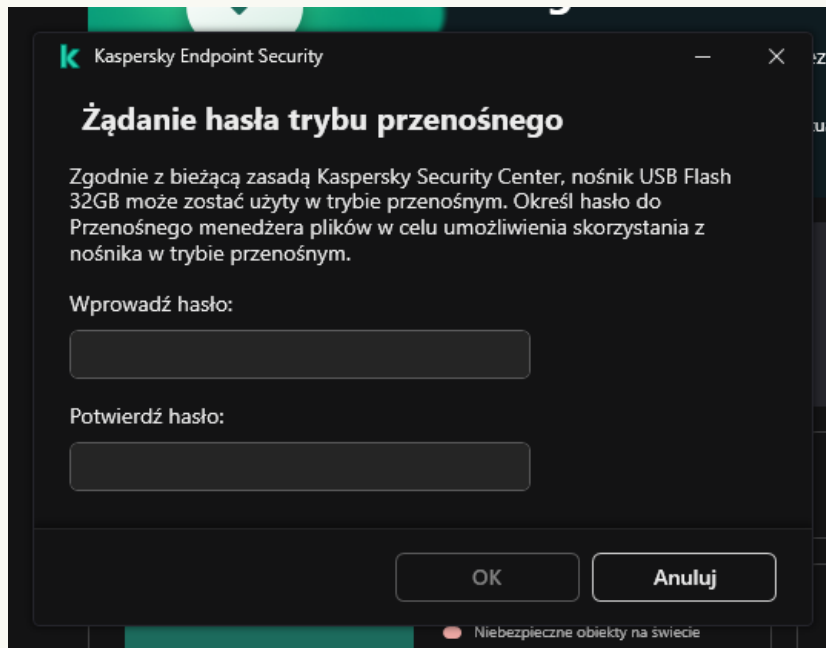 Kaspersky Endpoint Security
Żądanie hasła trybu przenośnego
Zgodnie z bieżącą zasadą Kaspersky Security Center, nośnik USB Flash
32GB może zostać użyty w trybie przenośnym. Określ hasło do
Przenośnego menedżera plików w celu umożliwienia skorzystania z
nośnika w trybie przenośnym.
Wprowadź hasło:
Potwierdź hasło:
OK
Anuluj
Niebezpieczne obiekty na świecie